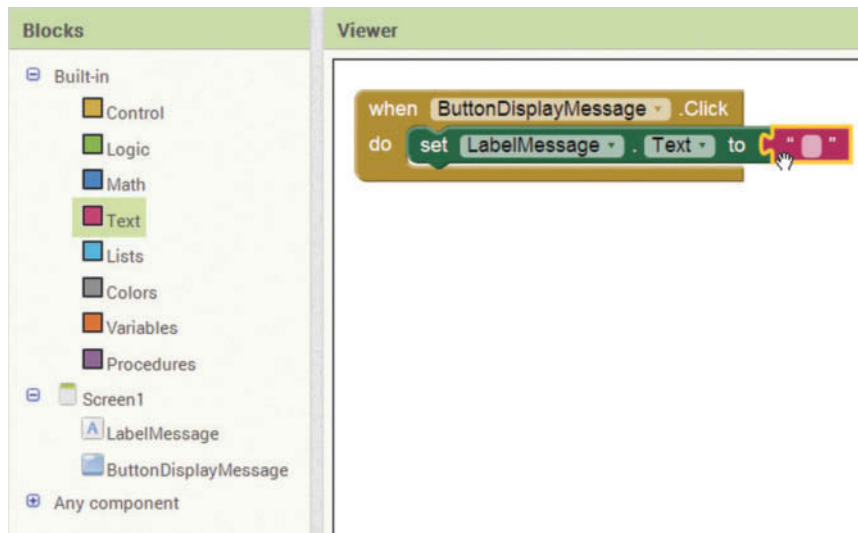 Blocks
Viewer
Built-in
Control
Logic
Math
Text
Lists
Colors
Variables
Procedures
Screen1
LabelMessage
ButtonDisplayMessage
Any component
when ButtonDisplayMessage .Click
do set LabelMessage . Text to " "